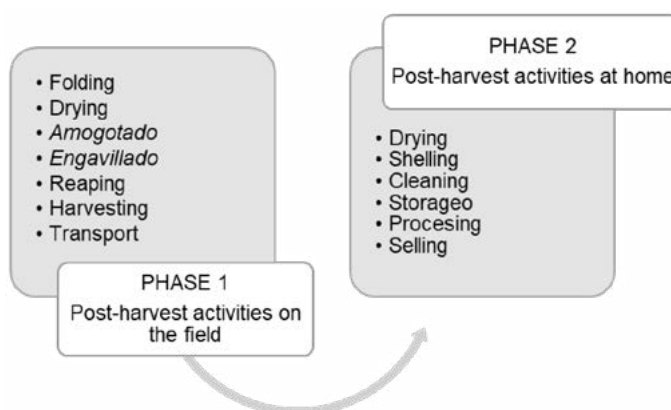 • Folding
• Drying
• Amogotado
• Engavillado
• Reaping
• Harvesting
• Transport
PHASE 1
Post-harvest activities on
the field
PHASE 2
Post-harvest activities at home
• Drying
• Shelling
• Cleaning
• Storageo
• Procesing
• Selling